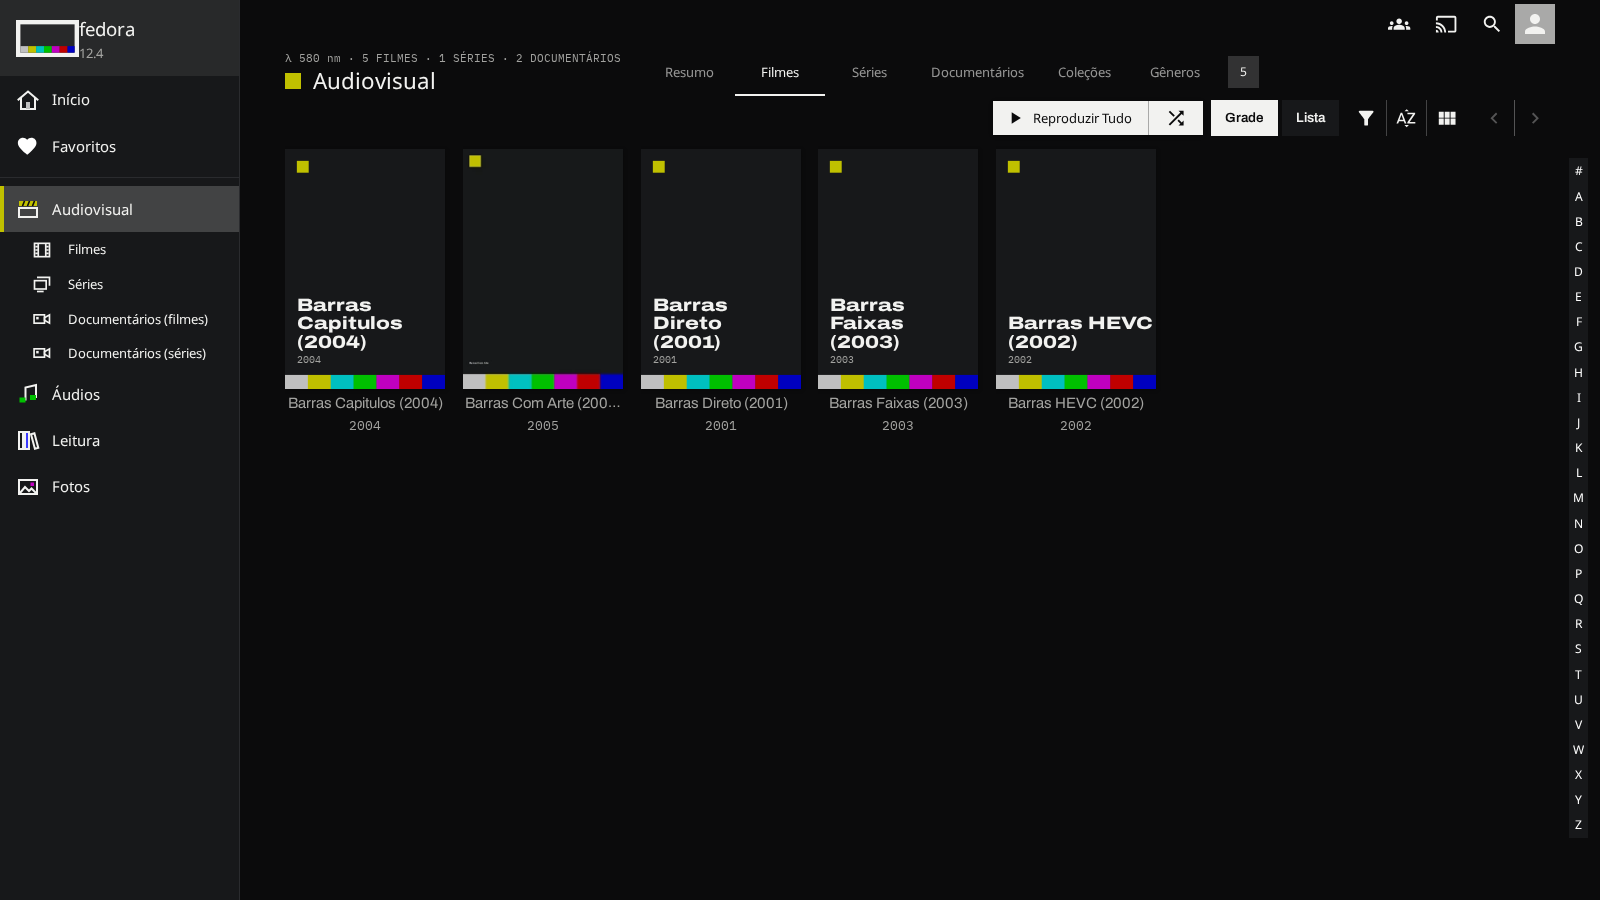 fedora
12.4
Início
Favoritos
Audiovisual
Filmes
Séries
Documentários (filmes)
Documentários (séries)
Áudios
Leitura
Fotos
λ 580 nm · 5 FILMES · 1 SÉRIES · 2 DOCUMENTÁRIOS
Audiovisual
Resumo
Filmes
Séries
Documentários
Coleções
Gêneros
5
Reproduzir Tudo
Grade
Lista
AZ
Barras
Capitulos
(2004)
2004
Barras Capitulos (2004)
2004
Barras Com Arte (200...
2005
Barras
Direto
(2001)
2001
Barras Direto (2001)
2001
Barras
Faixas
(2003)
2003
Barras Faixas (2003)
2003
Barras HEVC
(2002)
2002
Barras HEVC (2002)
2002
#
A
B
C
D
E
F
G
H
I
J
K
L
M
N
O
P
Q
R
S
T
U
V
W
X
Y
Z